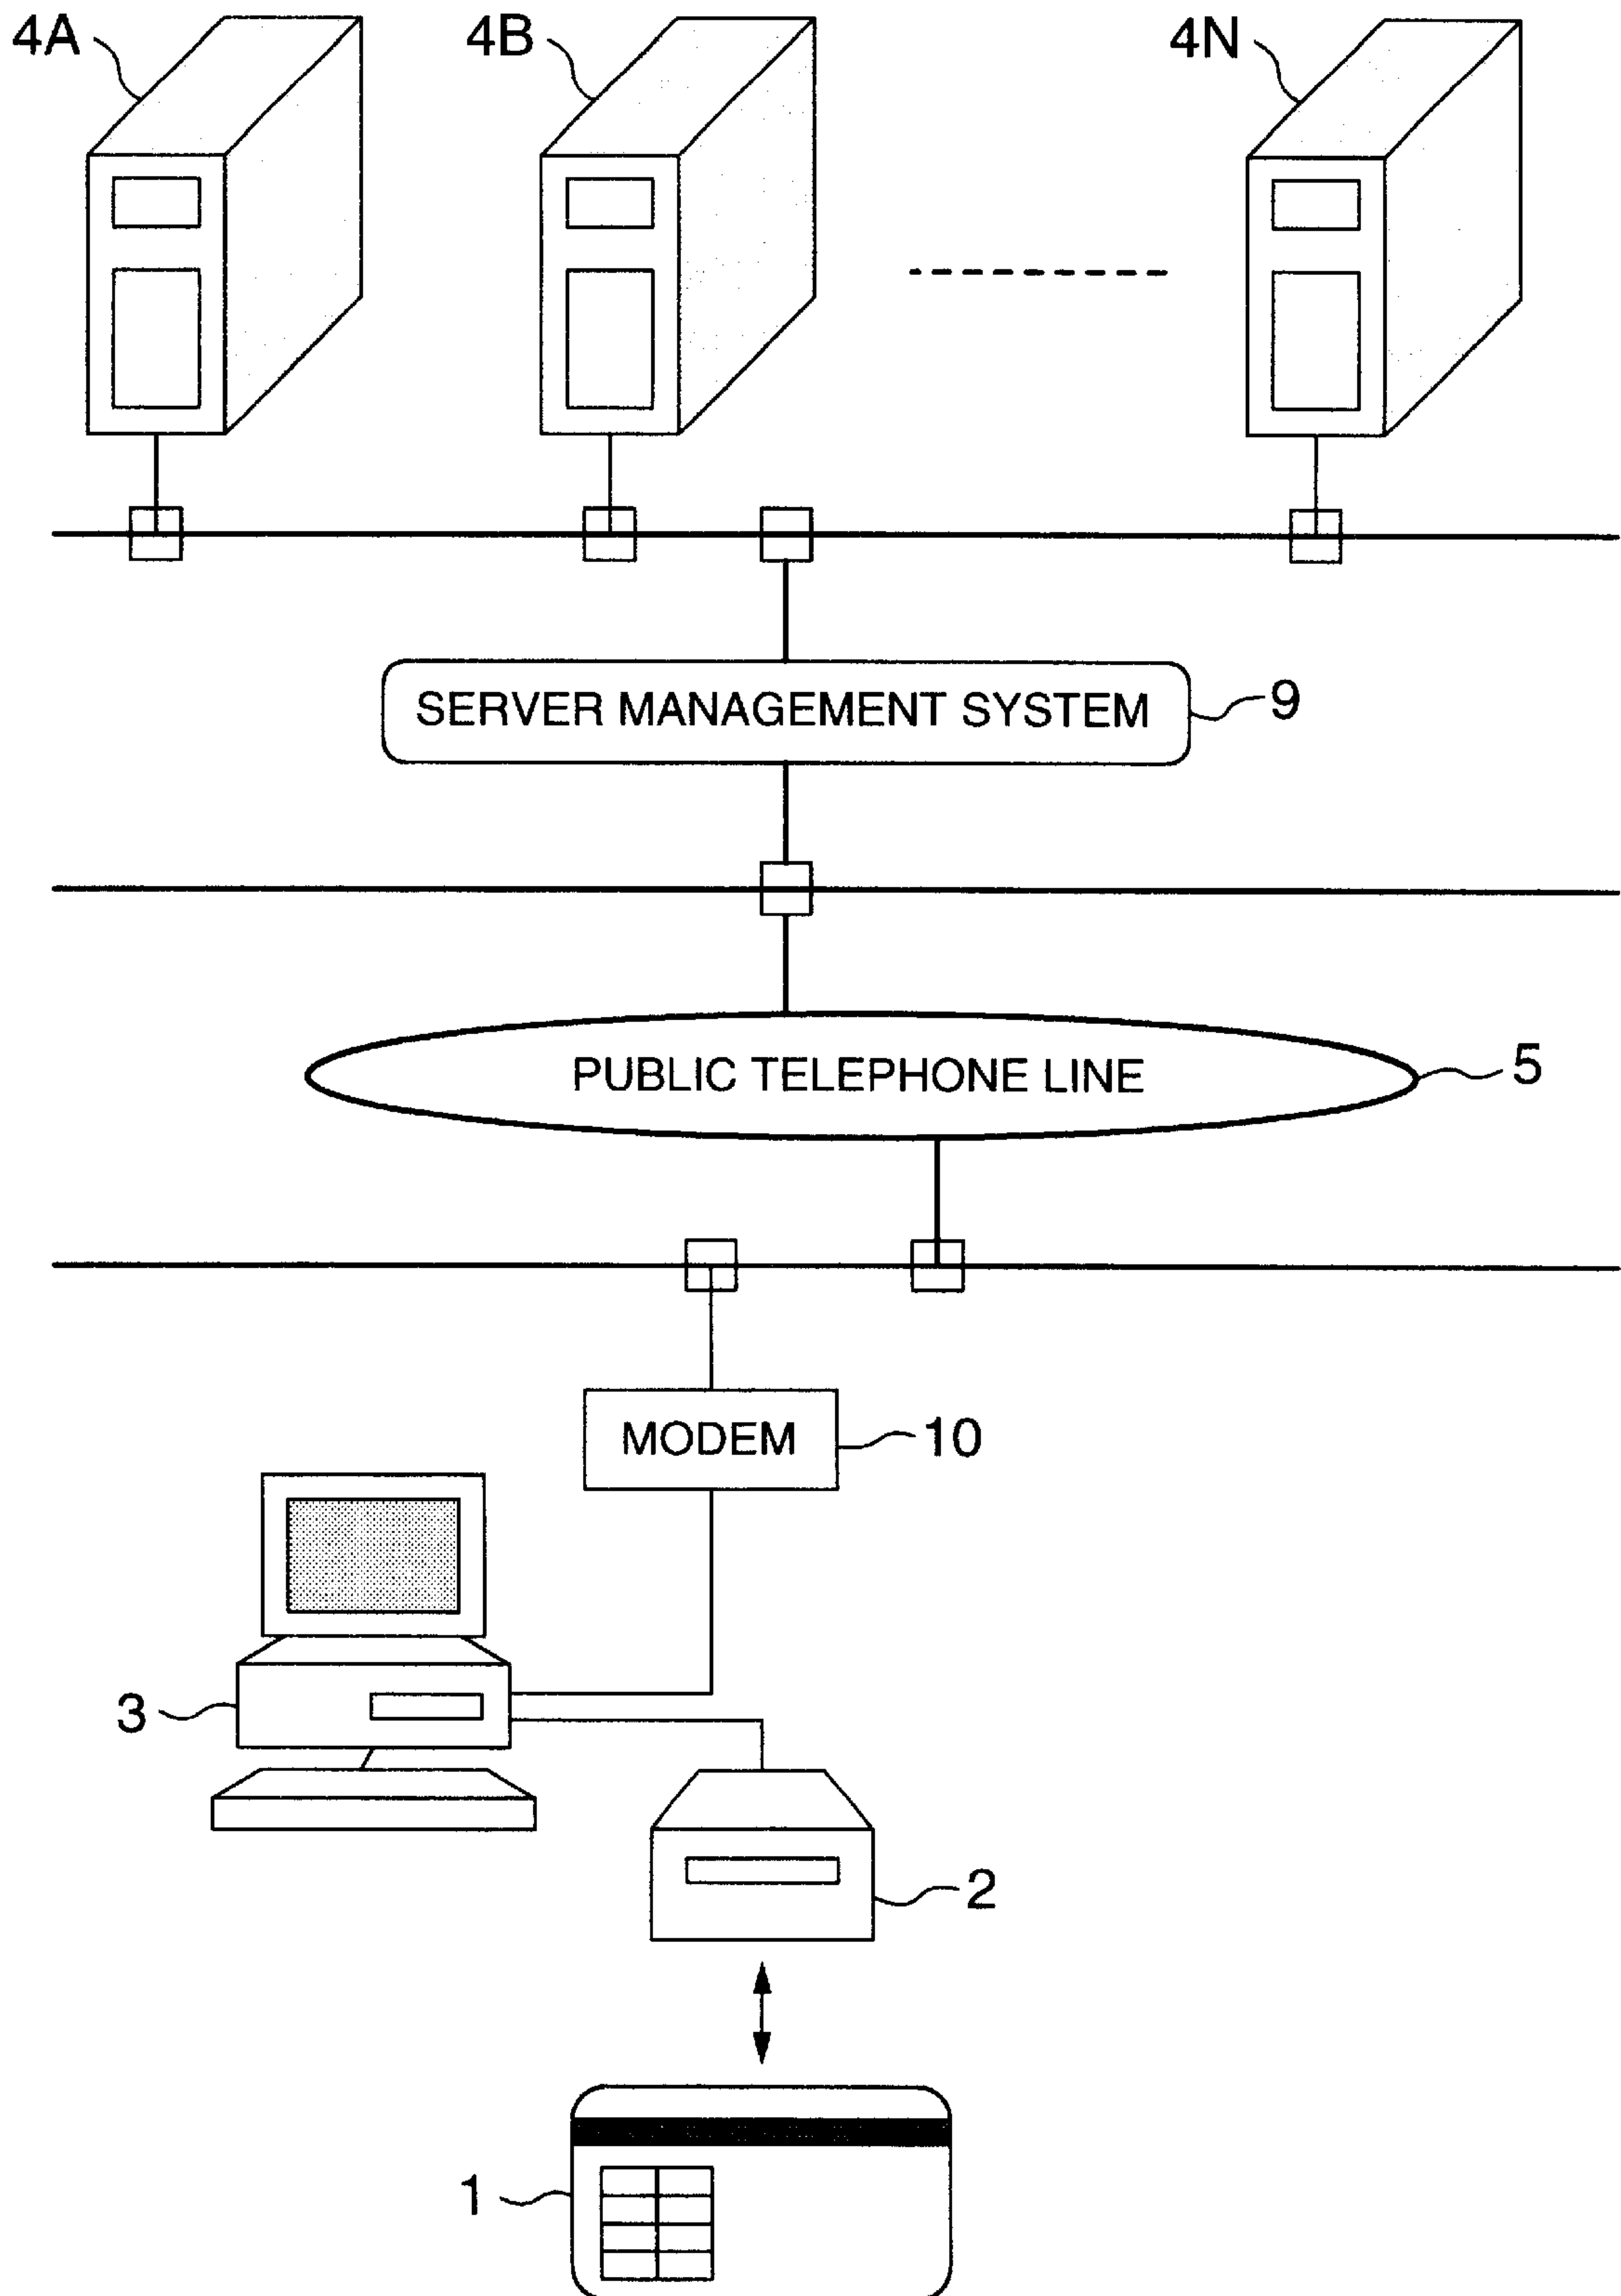 4A
4B
4N
SERVER MANAGEMENT SYSTEM
9
PUBLIC TELEPHONE LINE
5
MODEM
10
3
2
1